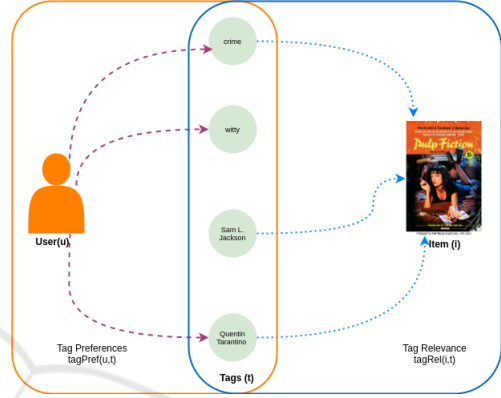 crime
witty
Pulp Fiction
User(u)
Sam L.
Jackson
Item (i)
Quentin
Tarantino
Tag Preferences
tagPref(u,t)
Tags (t)
Tag Relevance
tagRel(i,t)